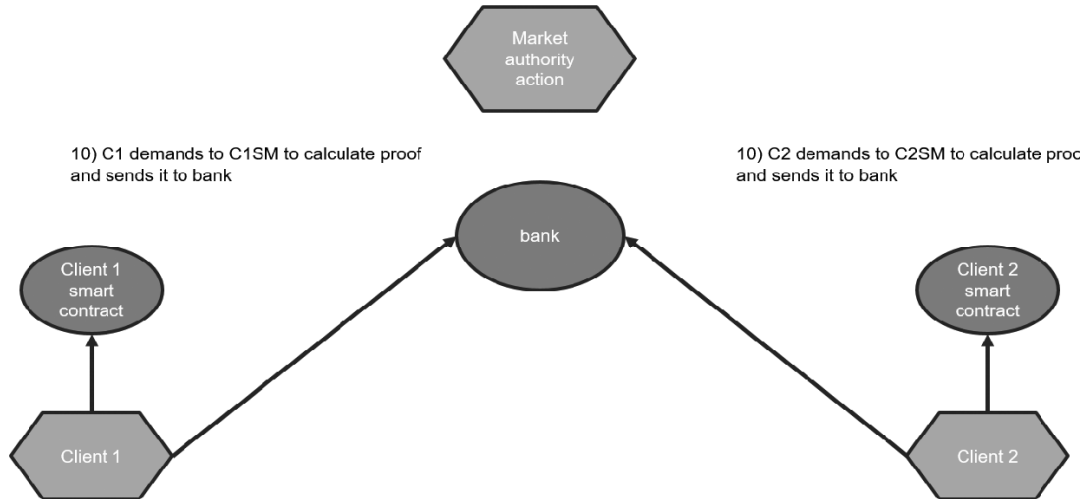 Market
authority
action
10) C1 demands to C1SM to calculate proof
and sends it to bank
10) C2 demands to C2SM to calculate proo
and sends it to bank
bank
Client 1
smart
contract
Client 2
smart
contract
Client 1
Client 2